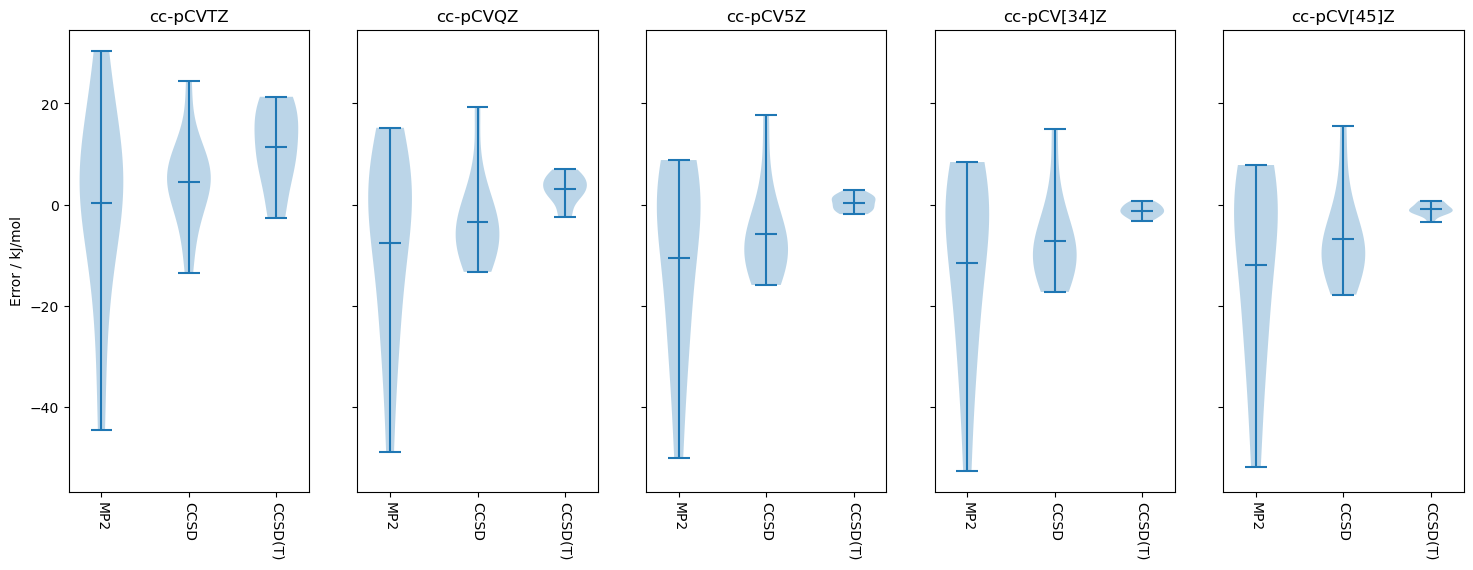 cc-pCVTZ
cc-pCVQZ
cc-pCV5Z
cc-pCV[34]Z
cc-pCV[45]Z
Error / kJ/mol
20
0
−20
−40
MP2
CCSD
CCSD(T)
MP2
CCSD
CCSD(T)
MP2
CCSD
CCSD(T)
MP2
CCSD
CCSD(T)
MP2
CCSD
CCSD(T)